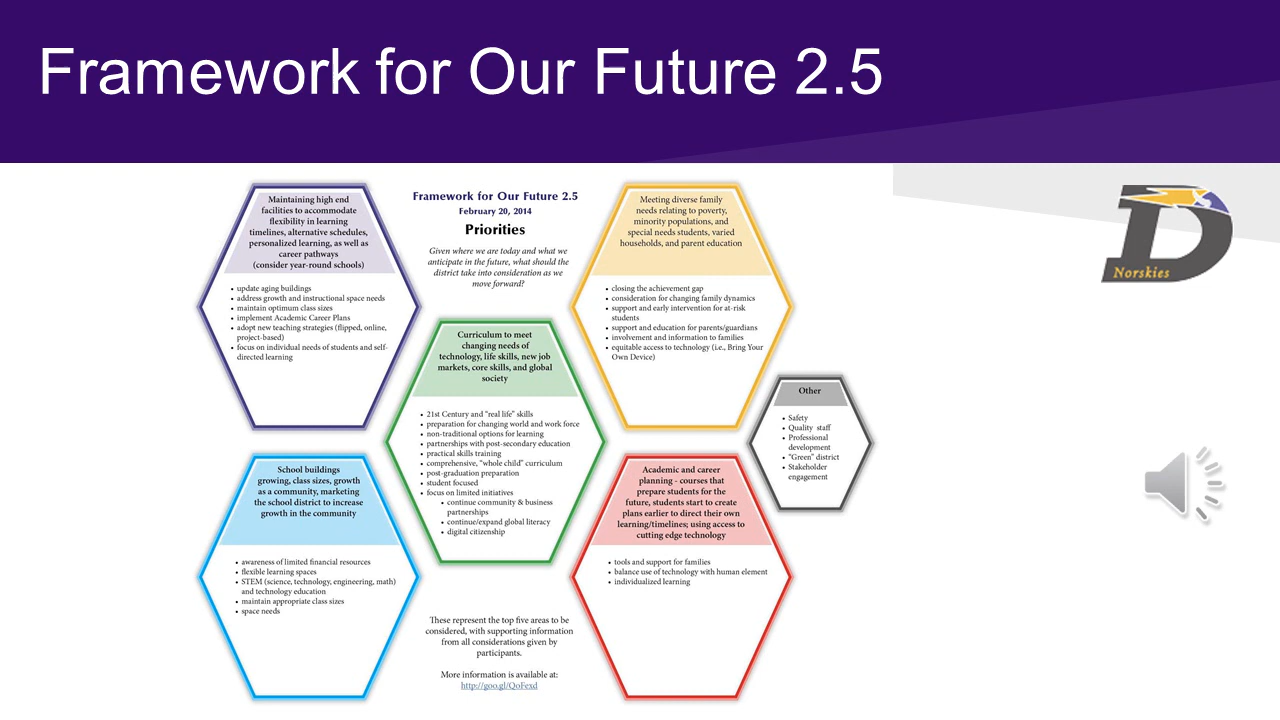 Framework for Our Future 2.5
Maintaining high end
facilities to accommodate
flexibility in learning
timelines, alternative schedules,
personalized learning, as well as
career pathways
(consider year-round schools)
• update aging buildings
• address growth and instructional space needs
• maintain optimum class sizes
• implement Academic Career Plans
• adopt new teaching strategies (flipped, online,
project-based)
• focus on individual needs of students and self-
directed learning
Framework for Our Future 2.5
February 20, 2014
Priorities
Given where we are today and what we
anticipate in the future, what should the
district take into consideration as we
move forward?
Meeting diverse family
needs relating to poverty,
minority populations, and
special needs students, varied
households, and parent education
• closing the achievement gap
• consideration for changing family dynamics
• support and early intervention for at-risk
students
• support and education for parents/guardians
• involvement and information to families
• equitable access to technology (i.e., Bring Your
Own Device)
Norskies
Curriculum to meet
changing needs of
technology, life skills, new job
markets, core skills, and global
society
• 21st Century and "real life" skills
• preparation for changing world and work force
• non-traditional options for learning
• partnerships with post-secondary education
• practical skills training
• comprehensive, "whole child" curriculum
• post-graduation preparation
• student focused
• focus on limited initiatives
• continue community & business
partnerships
• continue/expand global literacy
• digital citizenship
Other
• Safety
• Quality staff
• Professional
development
• "Green" district
• Stakeholder
engagement
School buildings
growing, class sizes, growth
as a community, marketing
the school district to increase
growth in the community
• awareness of limited financial resources
• flexible learning spaces
• STEM (science, technology, engineering, math)
and technology education
• maintain appropriate class sizes
• space needs
Academic and career
planning - courses that
prepare students for the
future, students start to create
plans earlier to direct their own
learning/timelines; using access to
cutting edge technology
• tools and support for families
• balance use of technology with human element
• individualized learning
These represent the top five areas to be
considered, with supporting information
from all considerations given by
participants.
More information is available at:
http://goo.gl/QoFexd